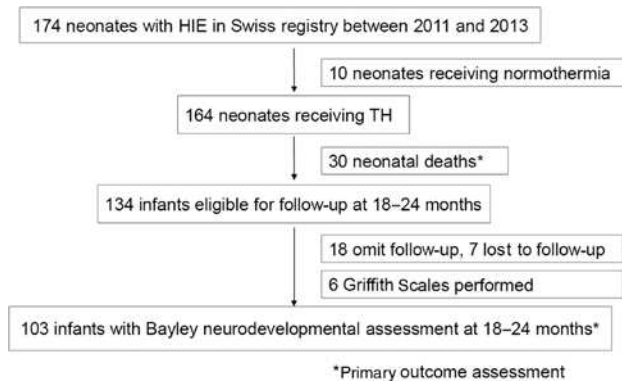 174 neonates with HIE in Swiss registry between 2011 and 2013
10 neonates receiving normothermia
164 neonates receiving TH
30 neonatal deaths*
134 infants eligible for follow-up at 18–24 months
18 omit follow-up, 7 lost to follow-up
6 Griffith Scales performed
103 infants with Bayley neurodevelopmental assessment at 18–24 months*
*Primary outcome assessment